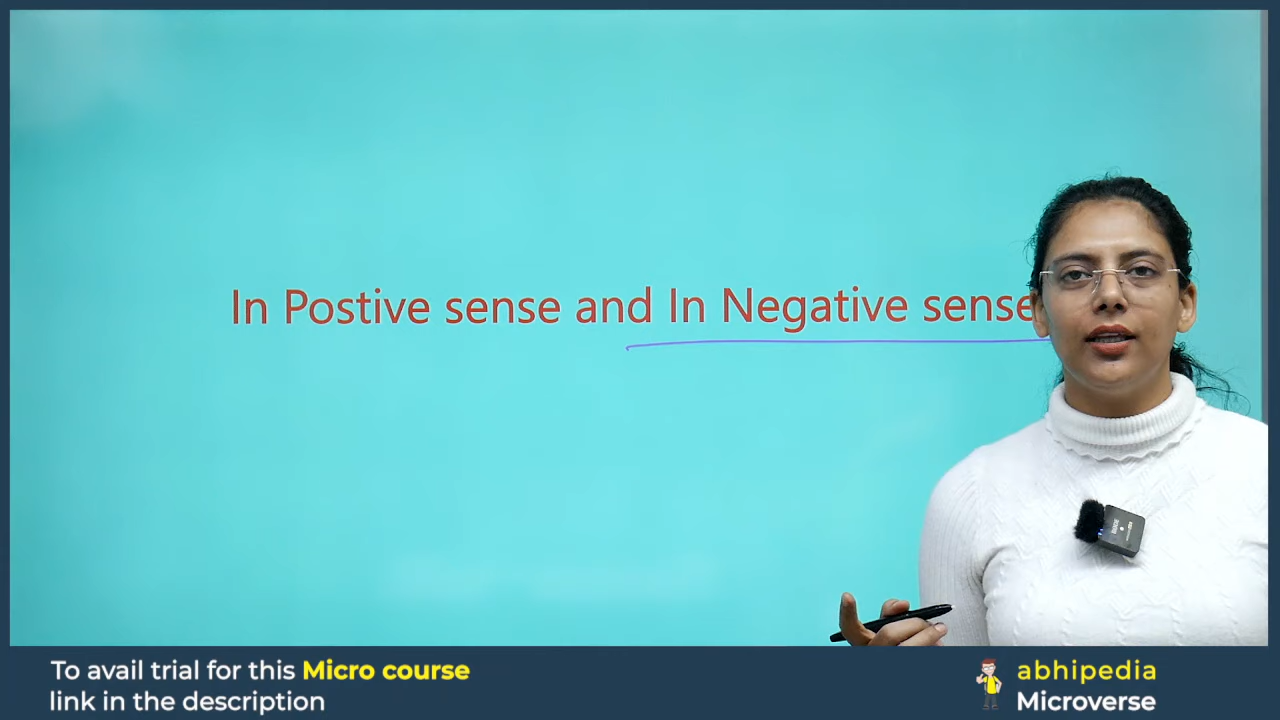 In Postive sense and In Negative sense
To avail trial for this Micro course
link in the description
abhipedia
Microverse